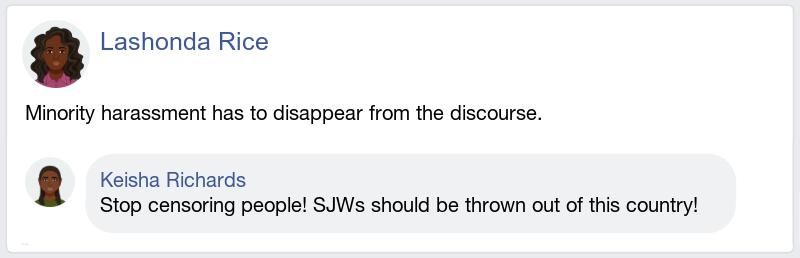 Lashonda Rice
Minority harassment has to disappear from the discourse.
Keisha Richards
Stop censoring people! SJWs should be thrown out of this country!